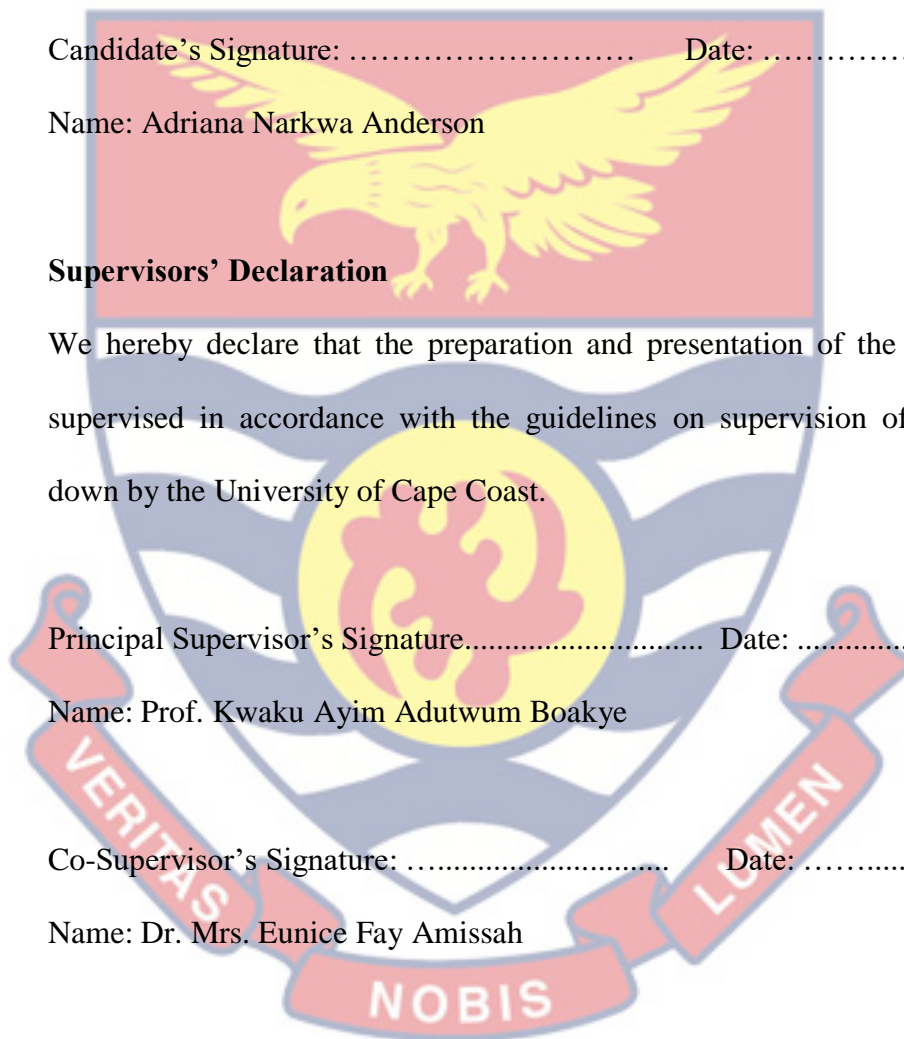 Candidate’s Signature: ……………………… Date: ……………
Name: Adriana Narkwa Anderson
Supervisors’ Declaration
We hereby declare that the preparation and presentation of the
supervised in accordance with the guidelines on supervision of
down by the University of Cape Coast.
Principal Supervisor’s Signature............................ Date: .............
Name: Prof. Kwaku Ayim Adutwum Boakye
Co-Supervisor’s Signature: …............................ Date: …….....
Name: Dr. Mrs. Eunice Fay Amissah
VERITAS
NOBIS
LUMEN